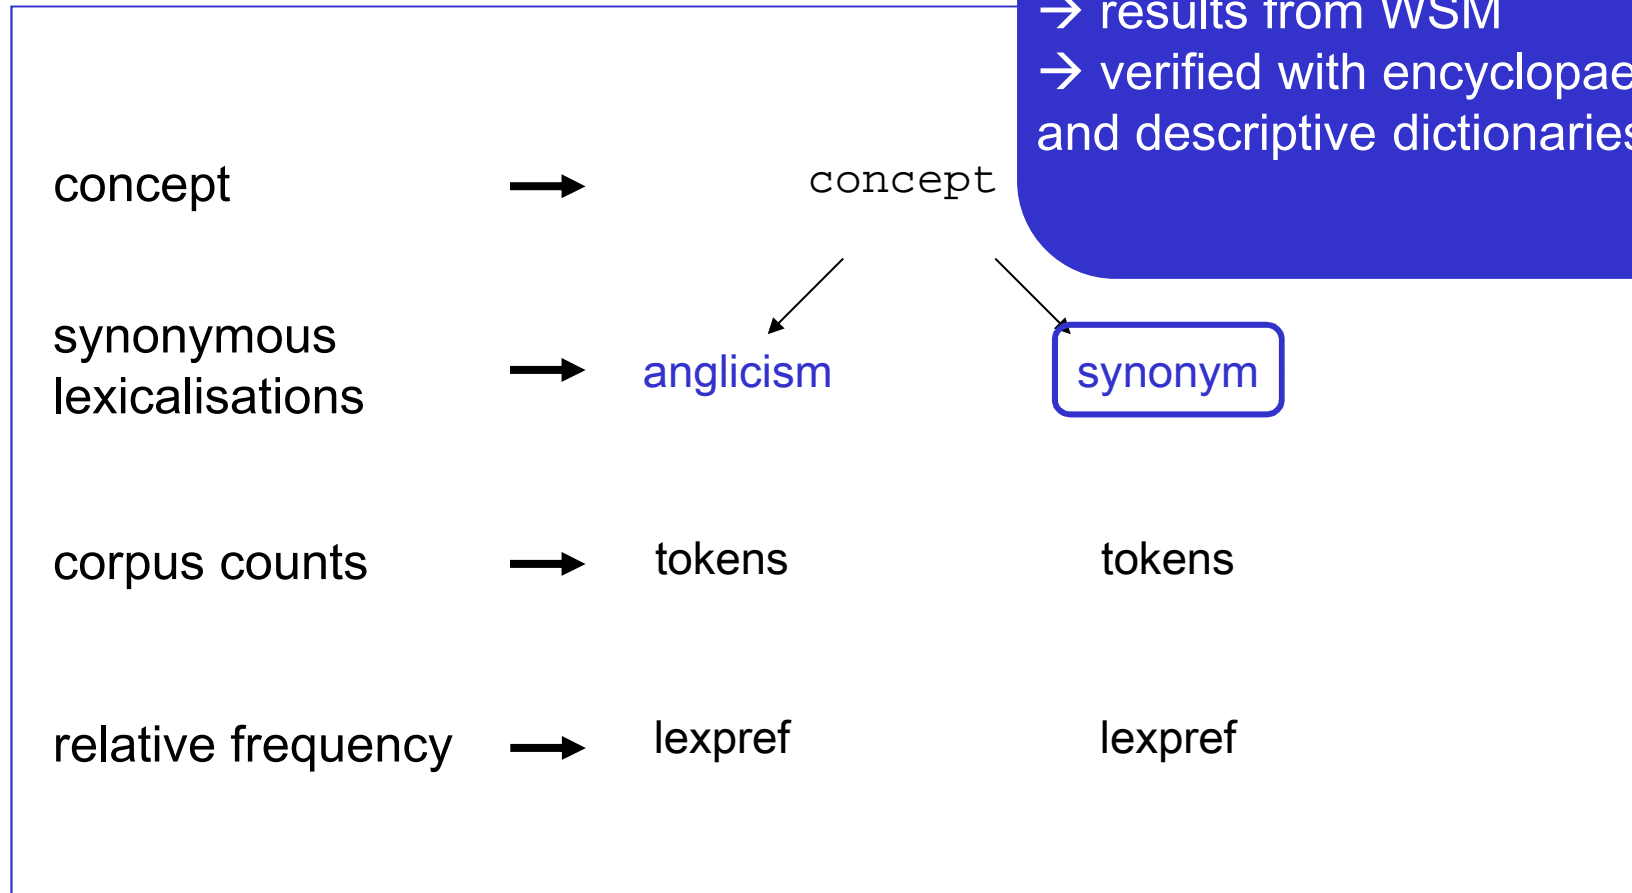 → results from WSM
→ verified with
and descriptive dictionaries
concept → concept
synonymous
lexicalisations → anglicism synonym
corpus counts → tokens tokens
relative frequency → lexpref lexpref